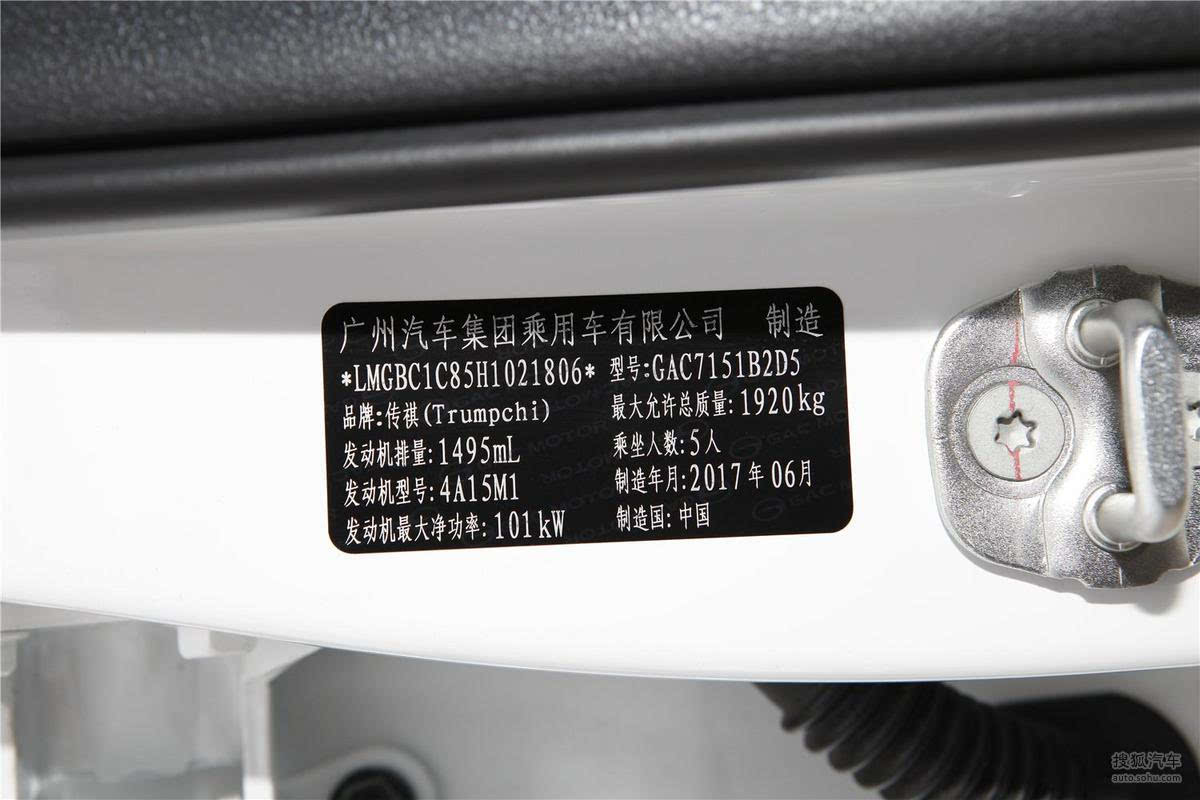 广州汽车集团乘用车有限公司 制造
*LMGBC1C85H1021806* 型号:GAC7151B2D5
品牌:传祺(Trumpchi) 最大允许总质量:1920kg
发动机排量:1495mL 乘坐人数:5人
发动机型号:4A15M1 制造年月:2017年06月
发动机最大净功率:101kW 制造国:中国
搜狐汽车
auto.sohu.com